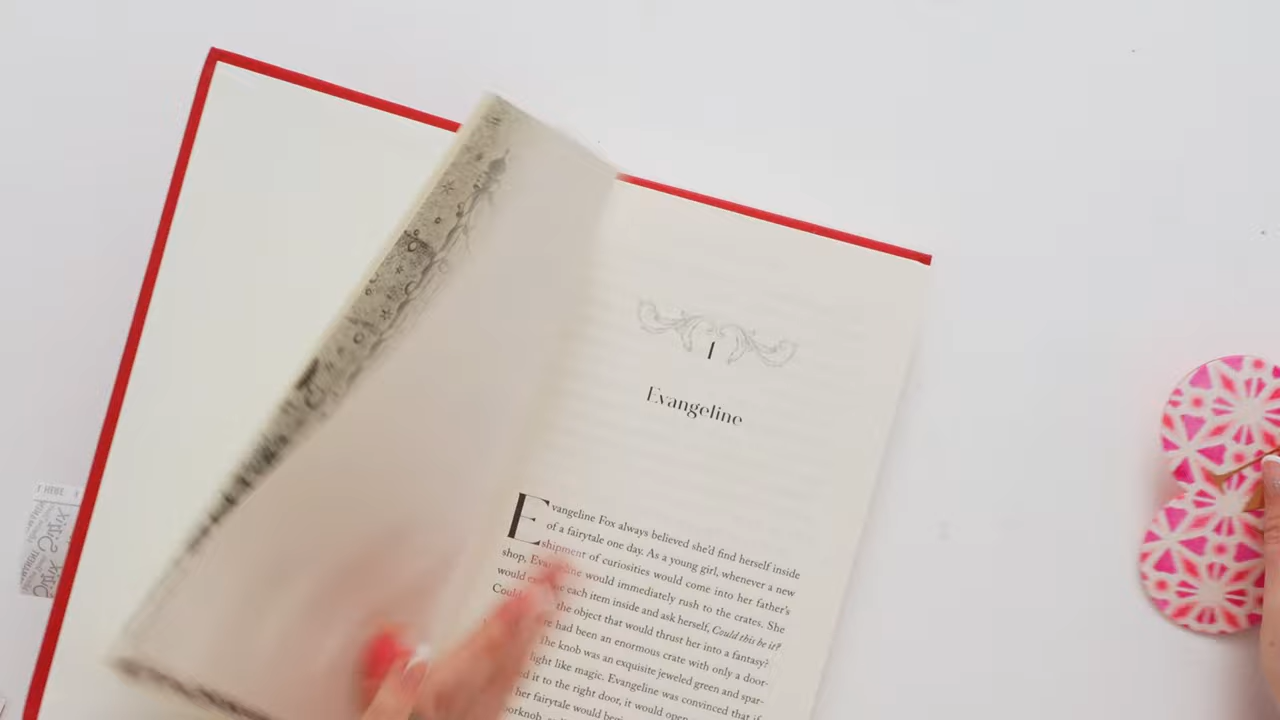 1
Evangeline
Evangeline Fox always believed she'd find herself inside
of a fairytale one day. As a young girl, whenever a new
shipment of curiosities would come into her father's
shop, Evangeline would immediately rush to the crates. She
would each item inside and ask herself, Could this be it?
Could the object that would thrust her into a fantasy?
had been an enormous crate with only a door-
The knob was an exquisite jeweled green and spar-
light like magic. Evangeline was convinced that if
it to the right door, it would open
her fairytale would